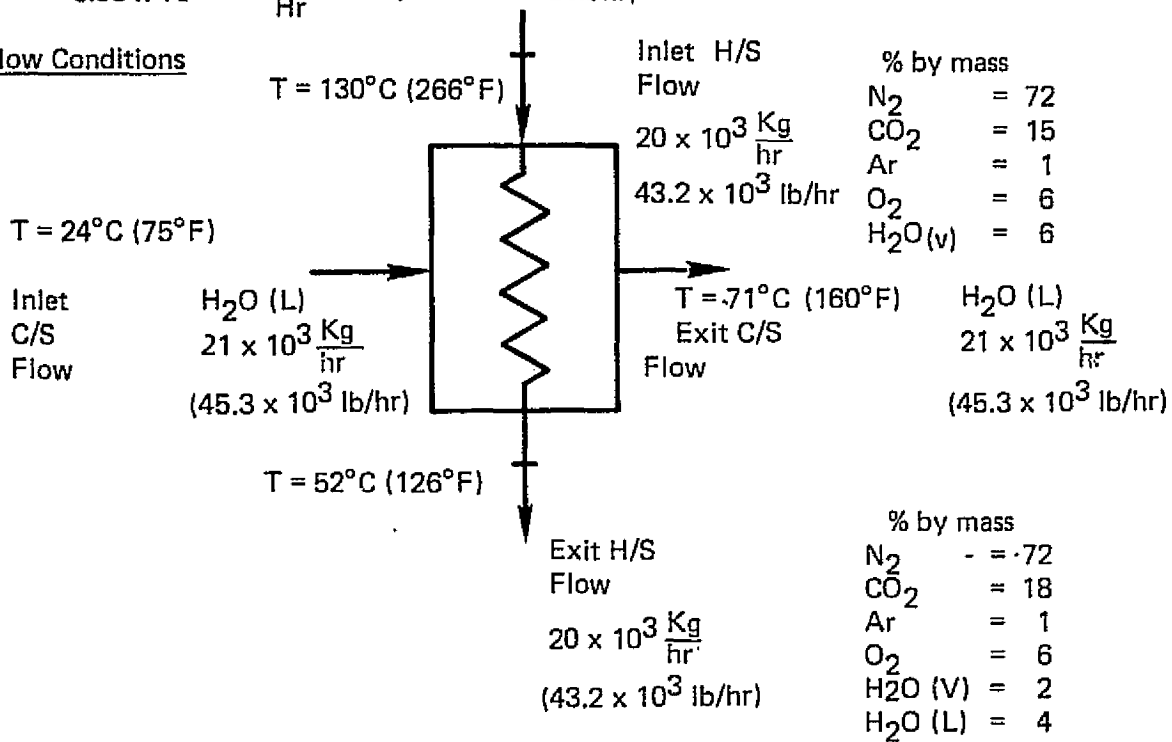 Hr
low Conditions
T = 130°C (266°F)
Inlet H/S
Flow
20 x 10³ Kg/hr
43.2 x 10³ lb/hr
% by mass
N₂ = 72
CO₂ = 15
Ar = 1
O₂ = 6
H₂O (v) = 6
T = 24°C (75°F)
Inlet
C/S
Flow
H₂O (L)
21 x 10³ Kg/hr
(45.3 x 10³ lb/hr)
T = 71°C (160°F)
Exit C/S
Flow
H₂O (L)
21 x 10³ Kg/hr
(45.3 x 10³ lb/hr)
T = 52°C (126°F)
Exit H/S
Flow
20 x 10³ Kg/hr
(43.2 x 10³ lb/hr)
% by mass
N₂ = 72
CO₂ = 18
Ar = 1
O₂ = 6
H2O (V) = 2
H₂O (L) = 4